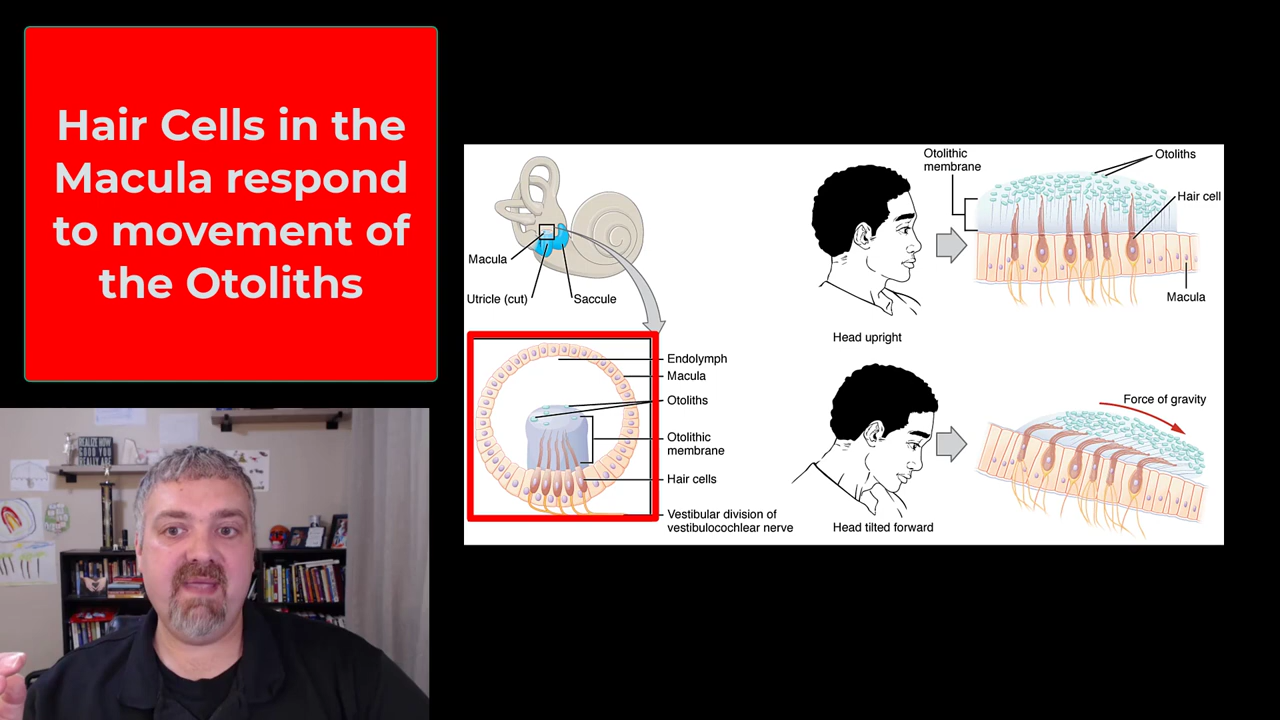 Hair Cells in the
Macula respond
to movement of
the Otoliths
Macula
Utricle (cut)
Saccule
Endolymph
Macula
Otoliths
Otolithic
membrane
Hair cells
Vestibular division of
vestibulocochlear nerve
Otolithic
membrane
Otoliths
Hair cell
Macula
Head upright
Force of gravity
Head tilted forward